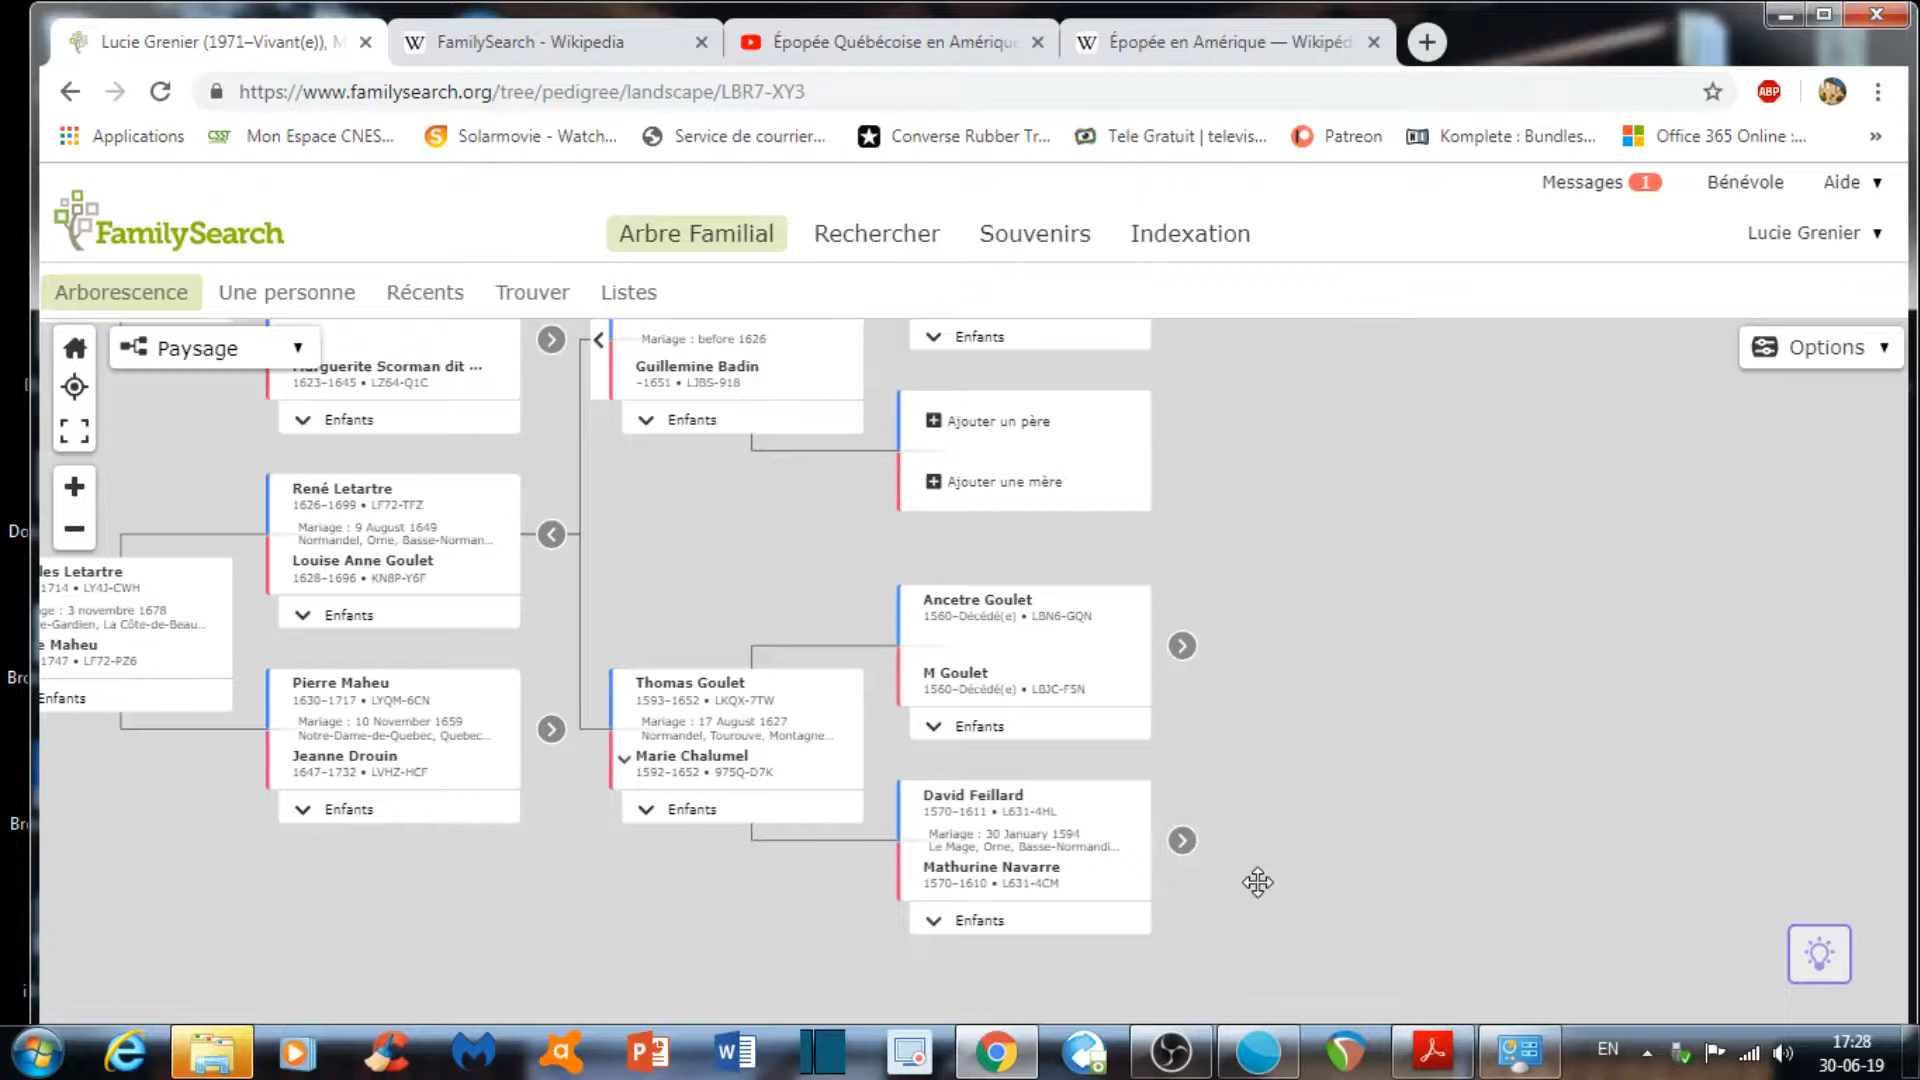 Lucie Grenier (1971–Vivant(e)), M
FamilySearch - Wikipedia
Épopée Québécoise en Amérique
Épopée en Amérique — Wikipéd
https://www.familysearch.org/tree/pedigree/landscape/LBR7-XY3
ABP
Applications
CSST
Mon Espace CNES...
Solarmovie - Watch...
Service de courrier...
Converse Rubber Tr...
Tele Gratuit | televis...
Patreon
Komplete : Bundles...
Office 365 Online :...
»
Messages 1
Bénévole
Aide
FamilySearch
Arbre Familial
Rechercher
Souvenirs
Indexation
Lucie Grenier
Arborescence
Une personne
Récents
Trouver
Listes
Paysage
Options
Marguerite Scorman dit ...
1623–1645 • LZ64-Q1C
Enfants
Mariage : before 1626
Guillemine Badin
–1651 • LJBS-918
Enfants
Enfants
Ajouter un père
Ajouter une mère
René Letartre
1626–1699 • LF72-TFZ
Mariage : 9 August 1649
Normandel, Orne, Basse-Norman...
Louise Anne Goulet
1628–1696 • KN8P-Y6F
Enfants
les Letartre
1714 • LY4J-CWH
ge : 3 novembre 1678
e-Gardien, La Côte-de-Beau...
e Maheu
1747 • LF72-PZ6
Enfants
Pierre Maheu
1630–1717 • LYQM-6CN
Mariage : 10 November 1659
Notre-Dame-de-Quebec, Quebec...
Jeanne Drouin
1647–1732 • LVHZ-HCF
Enfants
Thomas Goulet
1593–1652 • LKQX-7TW
Mariage : 17 August 1627
Normandel, Tourouve, Montagne...
Marie Chalumel
1592–1652 • 975Q-D7K
Enfants
Ancetre Goulet
1560–Décédé(e) • LBN6-GQN
M Goulet
1560–Décédé(e) • LBJC-F5N
Enfants
David Feillard
1570–1611 • L631-4HL
Mariage : 30 January 1594
Le Mage, Orne, Basse-Normandi...
Mathurine Navarre
1570–1610 • L631-4CM
Enfants
Do
Bro
Bro
i
EN
17:28
30-06-19